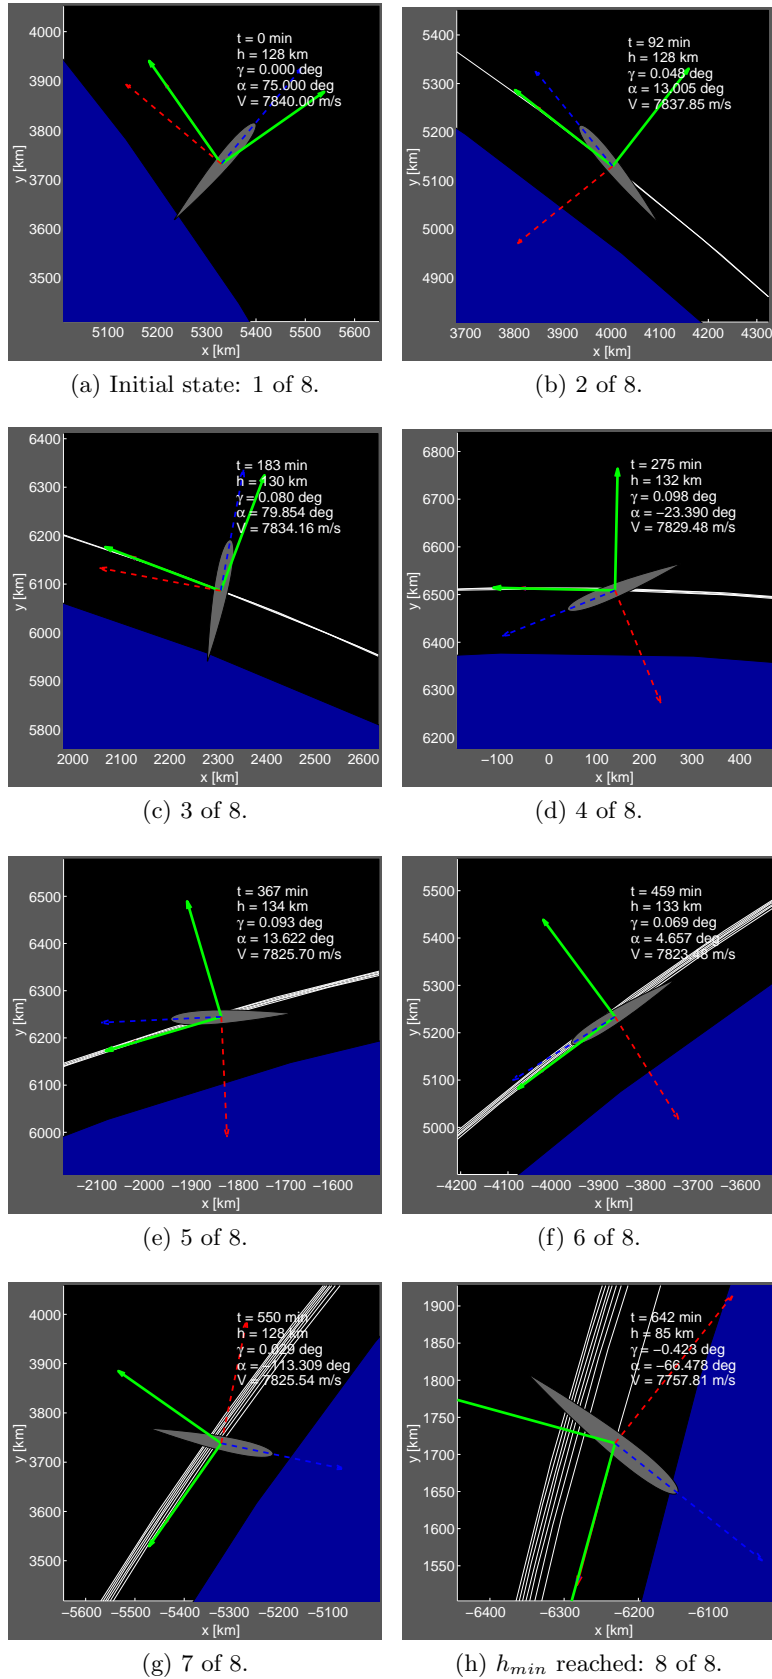 t = 0 min
h = 128 km
γ = 0.000 deg
α = 75.000 deg
V = 7840.00 m/s
y [km]
4000
3900
3800
3700
3600
3500
5100 5200 5300 5400 5500 5600
x [km]
(a) Initial state: 1 of 8.
t = 92 min
h = 128 km
γ = 0.048 deg
α = 13.005 deg
V = 7837.85 m/s
y [km]
5400
5300
5200
5100
5000
4900
3700 3800 3900 4000 4100 4200 4300
x [km]
(b) 2 of 8.
t = 183 min
h = 130 km
γ = 0.080 deg
α = 79.854 deg
V = 7834.16 m/s
y [km]
6400
6300
6200
6100
6000
5900
5800
2000 2100 2200 2300 2400 2500 2600
x [km]
(c) 3 of 8.
t = 275 min
h = 132 km
γ = 0.098 deg
α = −23.390 deg
V = 7829.48 m/s
y [km]
6800
6700
6600
6500
6400
6300
6200
−100 0 100 200 300 400
x [km]
(d) 4 of 8.
t = 367 min
h = 134 km
γ = 0.093 deg
α = 13.622 deg
V = 7825.70 m/s
y [km]
6500
6400
6300
6200
6100
6000
−2100 −2000 −1900 −1800 −1700 −1600
x [km]
(e) 5 of 8.
t = 459 min
h = 133 km
γ = 0.069 deg
α = 4.657 deg
V = 7823.48 m/s
y [km]
5500
5400
5300
5200
5100
5000
−4200 −4100 −4000 −3900 −3800 −3700 −3600
x [km]
(f) 6 of 8.
t = 550 min
h = 128 km
γ = 0.029 deg
α = −113.309 deg
V = 7825.54 m/s
y [km]
4000
3900
3800
3700
3600
3500
−5600 −5500 −5400 −5300 −5200 −5100
x [km]
(g) 7 of 8.
t = 642 min
h = 85 km
γ = −0.423 deg
α = −66.478 deg
V = 7757.81 m/s
y [km]
1900
1850
1800
1750
1700
1650
1600
1550
−6400 −6300 −6200 −6100
x [km]
(h) hmin reached: 8 of 8.